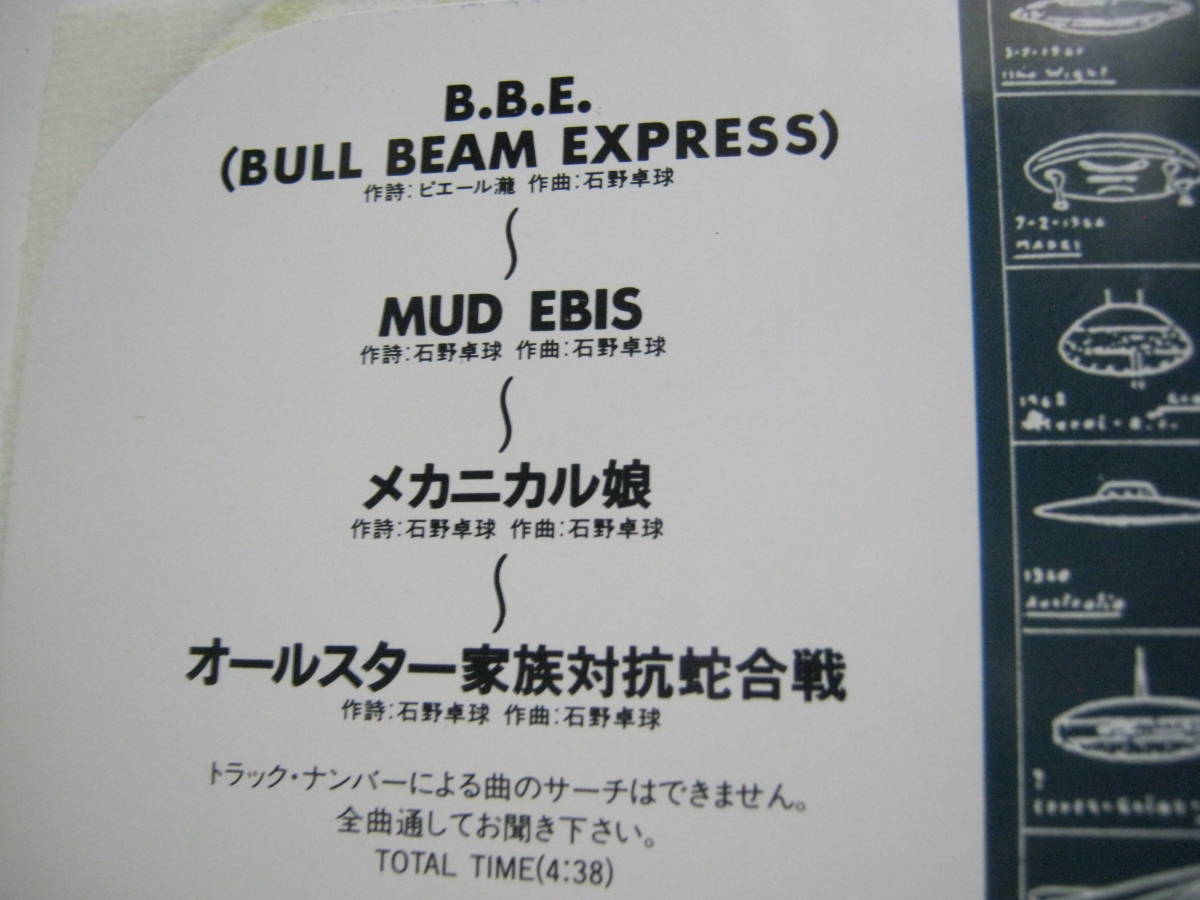 B.B.E.
(BULL BEAM EXPRESS)
作詩:ピエール瀧 作曲:石野卓球
〜
MUD EBIS
作詩:石野卓球 作曲:石野卓球
〜
メカニカル娘
作詩:石野卓球 作曲:石野卓球
〜
オールスター家族対抗蛇合戦
作詩:石野卓球 作曲:石野卓球
トラック・ナンバーによる曲のサーチはできません。
全曲通してお聞き下さい。
TOTAL TIME(4:38)
1968
1960
Australia
?